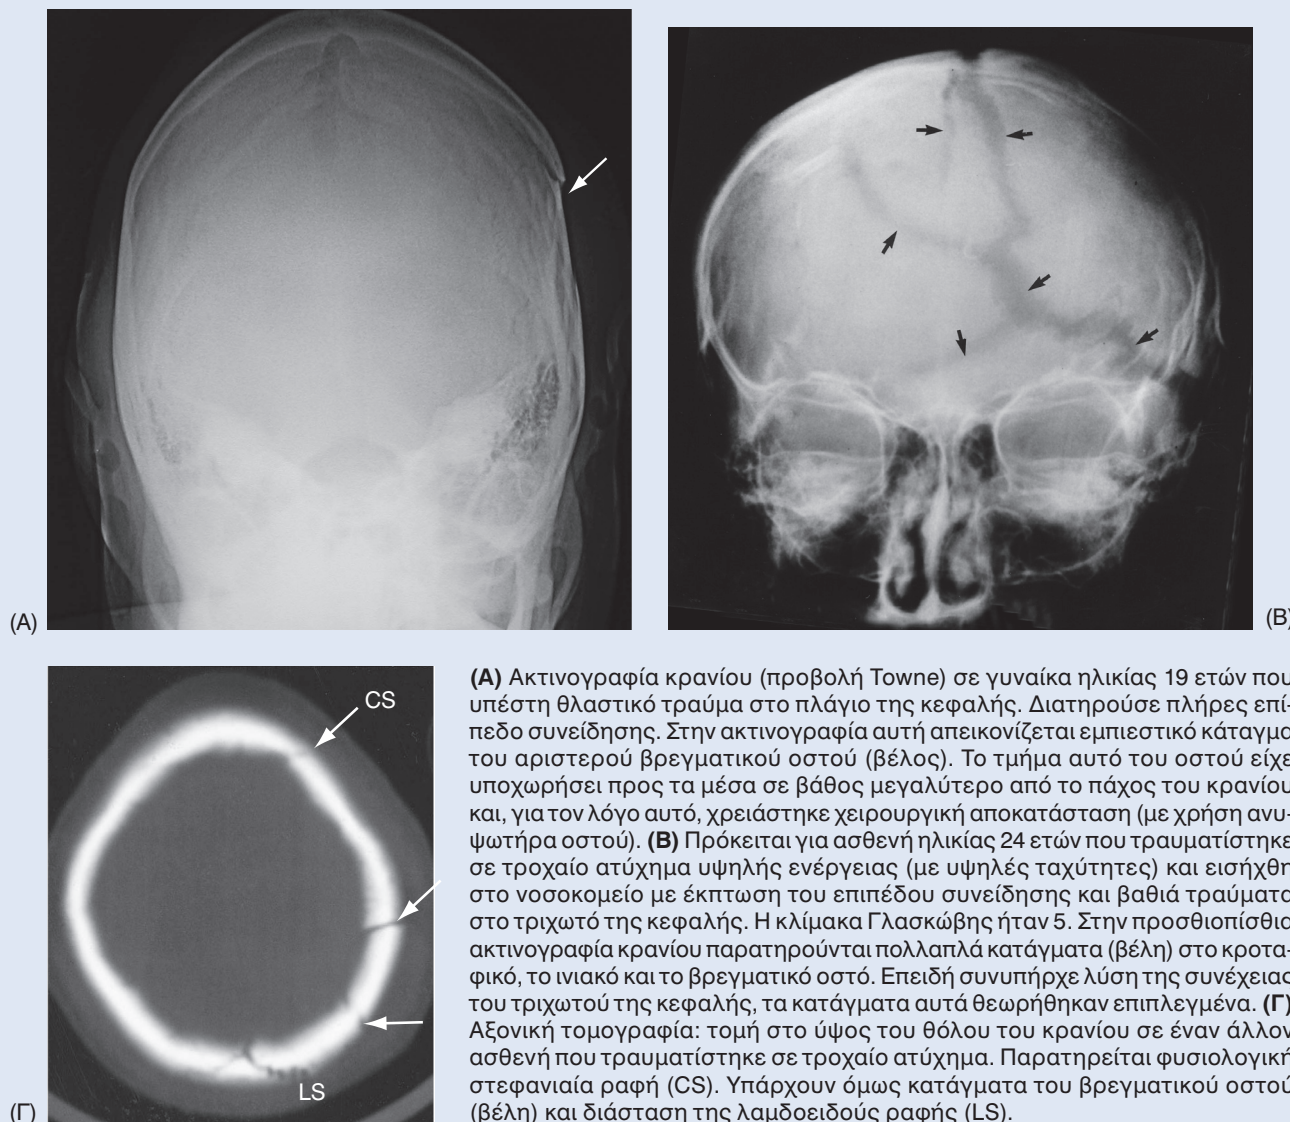 (Α)
(Β)
CS
LS
(Γ)
(Α) Ακτινογραφία κρανίου (προβολή Towne) σε γυναίκα ηλικίας 19 ετών που
υπέστη θλαστικό τραύμα στο πλάγιο της κεφαλής. Διατηρούσε πλήρες επί-
πεδο συνείδησης. Στην ακτινογραφία αυτή απεικονίζεται εμπιεστικό κάταγμα
του αριστερού βρεγματικού οστού (βέλος). Το τμήμα αυτό του οστού είχε
υποχωρήσει προς τα μέσα σε βάθος μεγαλύτερο από το πάχος του κρανίου
και, για τον λόγο αυτό, χρειάστηκε χειρουργική αποκατάσταση (με χρήση ανυ-
ψωτήρα οστού). (Β) Πρόκειται για ασθενή ηλικίας 24 ετών που τραυματίστηκε
σε τροχαίο ατύχημα υψηλής ενέργειας (με υψηλές ταχύτητες) και εισήχθη
στο νοσοκομείο με έκπτωση του επιπέδου συνείδησης και βαθιά τραύματα
στο τριχωτό της κεφαλής. Η κλίμακα Γλασκώβης ήταν 5. Στην προσθιοπίσθια
ακτινογραφία κρανίου παρατηρούνται πολλαπλά κατάγματα (βέλη) στο κροτα-
φικό, το ινιακό και το βρεγματικό οστό. Επειδή συνυπήρχε λύση της συνέχειας
του τριχωτού της κεφαλής, τα κατάγματα αυτά θεωρήθηκαν επιπλεγμένα. (Γ)
Αξονική τομογραφία: τομή στο ύψος του θόλου του κρανίου σε έναν άλλον
ασθενή που τραυματίστηκε σε τροχαίο ατύχημα. Παρατηρείται φυσιολογική
στεφανιαία ραφή (CS). Υπάρχουν όμως κατάγματα του βρεγματικού οστού
(βέλη) και διάσταση της λαμδοειδούς ραφής (LS).